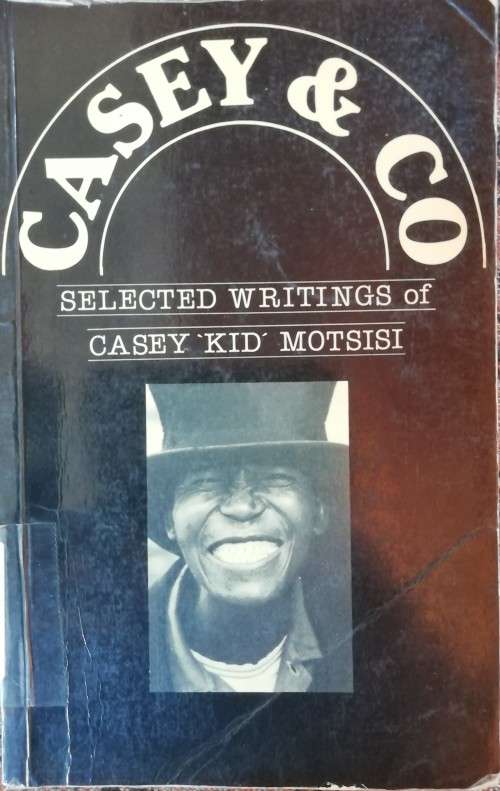 CASEY & CO
SELECTED WRITINGS of
CASEY `KID´ MOTSISI